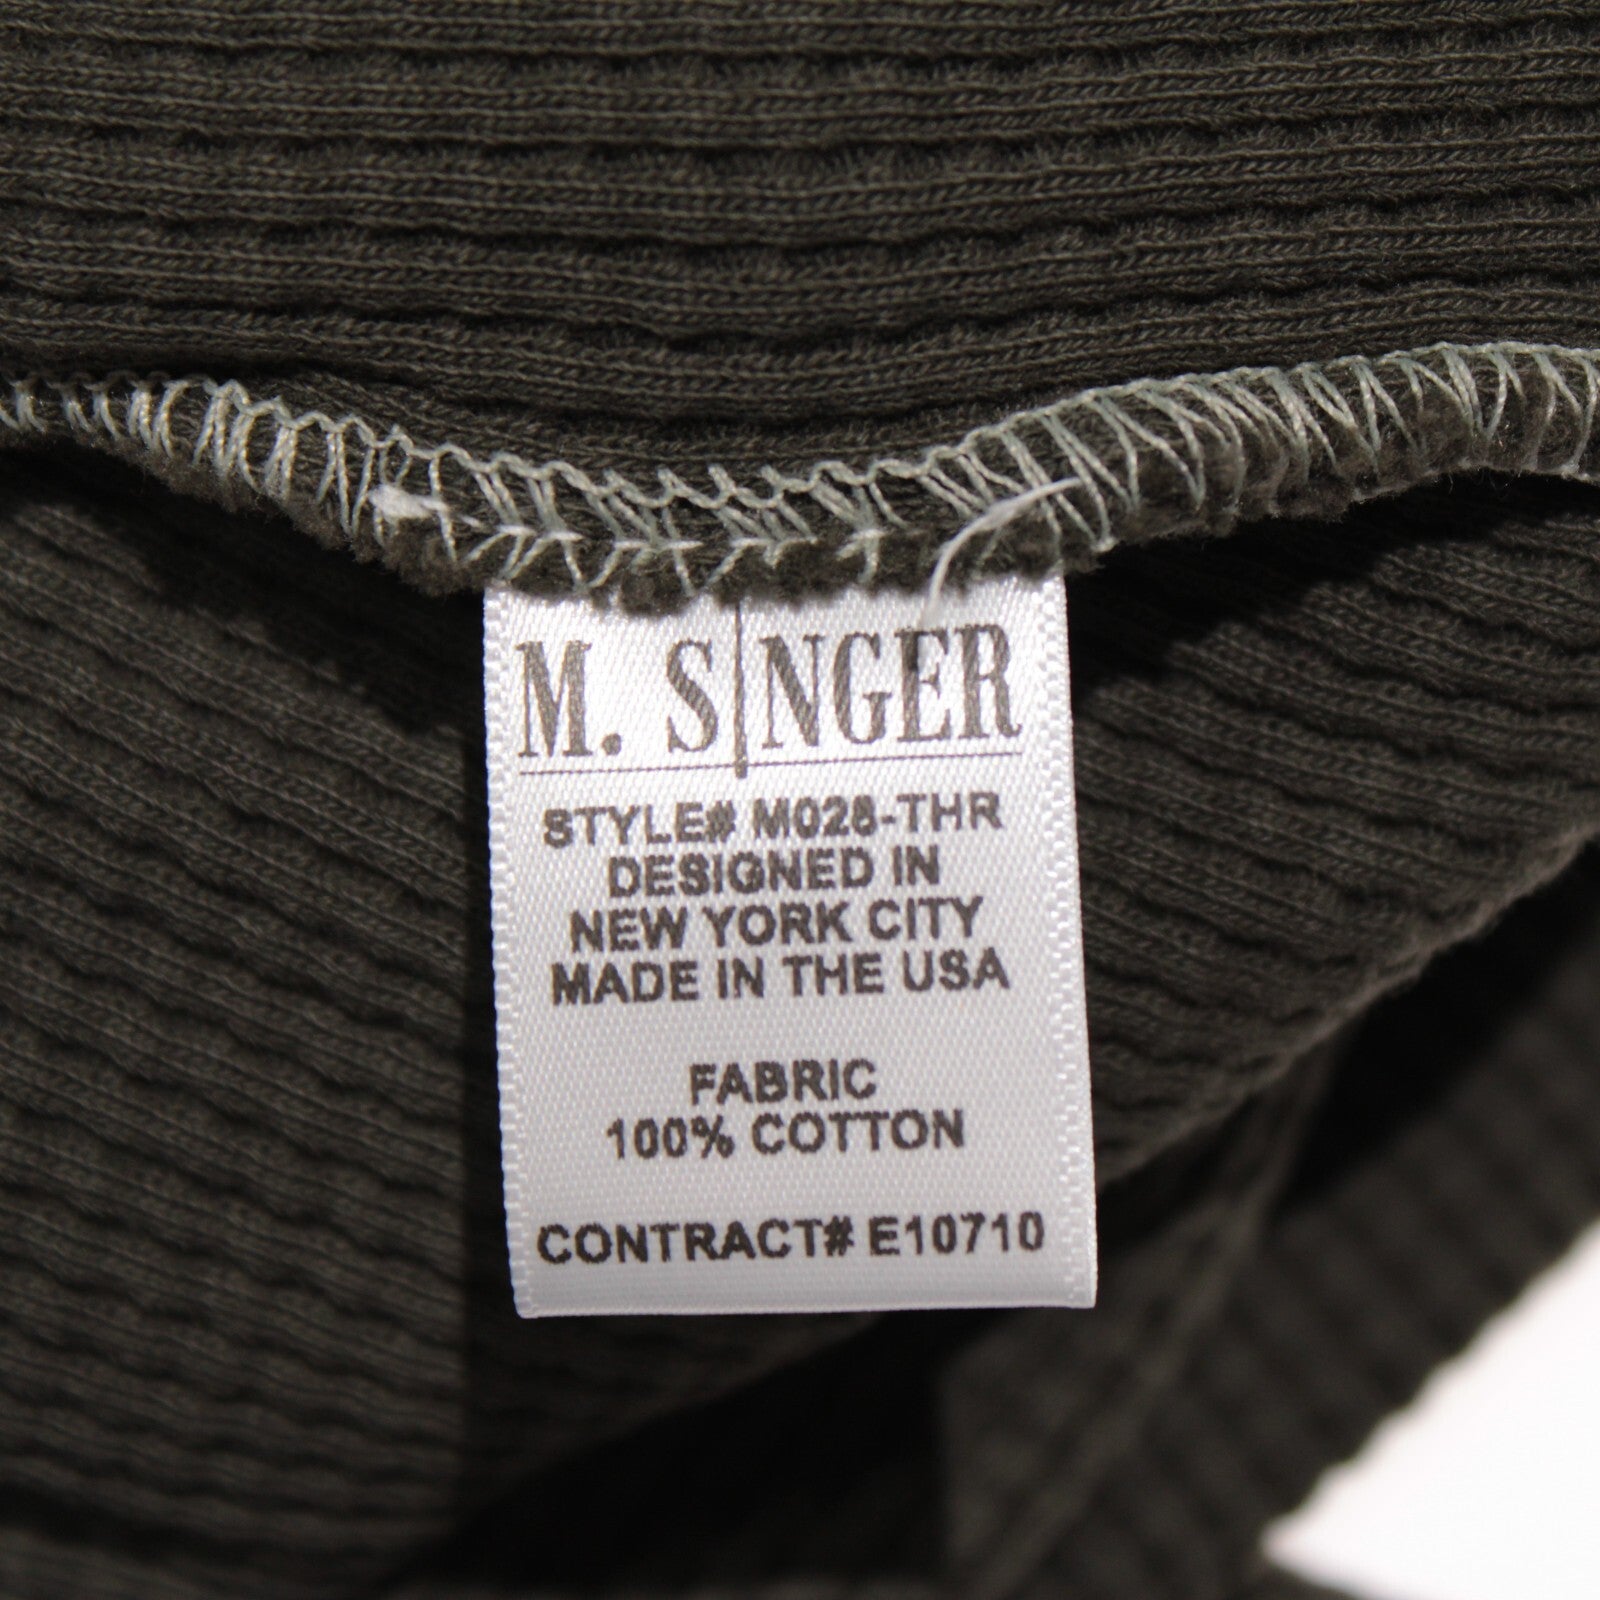 M. SINGER
STYLE# M028-THR
DESIGNED IN
NEW YORK CITY
MADE IN THE USA
FABRIC
100% COTTON
CONTRACT# E10710